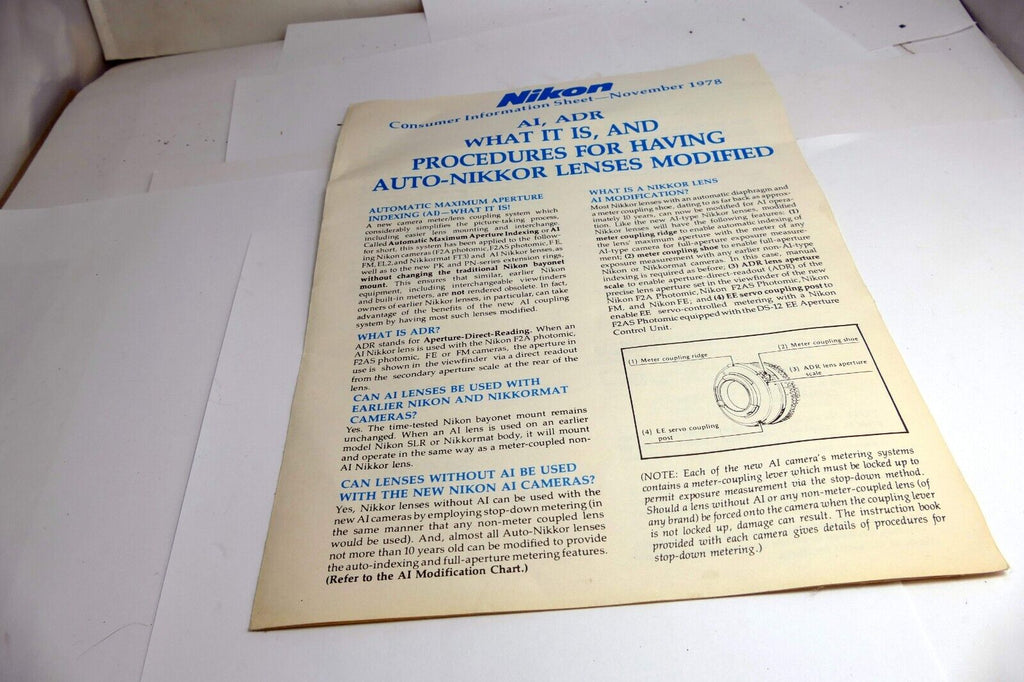 Nikon
Consumer Information Sheet—November 1978
AI, ADR
WHAT IT IS, AND
PROCEDURES FOR HAVING
AUTO-NIKKOR LENSES MODIFIED
AUTOMATIC MAXIMUM APERTURE
INDEXING (AI)—WHAT IT IS!
A new camera meter/lens coupling system which
considerably simplifies the picture-taking process,
including easier lens mounting and interchange.
Called Automatic Maximum Aperture Indexing or AI
for short, this system has been applied to the follow-
ing Nikon cameras (F2A photomic, F2AS photomic, FE,
FM, EL2, and Nikkormat FT3) and AI Nikkor lenses, as
well as to the new PK and PN-series extension rings,
without changing the traditional Nikon bayonet
mount. This ensures that similar, earlier Nikon
equipment, including interchangeable viewfinders
and built-in meters, are not rendered obsolete. In fact,
owners of earlier Nikkor lenses, in particular, can take
advantage of the benefits of the new AI coupling
system by having most such lenses modified.
WHAT IS ADR?
ADR stands for Aperture-Direct-Reading. When an
AI Nikkor lens is used with the Nikon F2A photomic,
F2AS photomic, FE or FM cameras, the aperture in
use is shown in the viewfinder via a direct readout
from the secondary aperture scale at the rear of the
lens.
CAN AI LENSES BE USED WITH
EARLIER NIKON AND NIKKORMAT
CAMERAS?
Yes. The time-tested Nikon bayonet mount remains
unchanged. When an AI lens is used on an earlier
model Nikon SLR or Nikkormat body, it will mount
and operate in the same way as a meter-coupled non-
AI Nikkor lens.
CAN LENSES WITHOUT AI BE USED
WITH THE NEW NIKON AI CAMERAS?
Yes, Nikkor lenses without AI can be used with the
new AI cameras by employing stop-down metering (in
the same manner that any non-meter coupled lens
would be used). And, almost all Auto-Nikkor lenses
not more than 10 years old can be modified to provide
the auto-indexing and full-aperture metering features.
(Refer to the AI Modification Chart.)
WHAT IS A NIKKOR LENS
AI MODIFICATION?
Most Nikkor lenses with an automatic diaphragm and
a meter coupling shoe, dating to as far back as approx-
imately 10 years, can now be modified for AI opera-
tion. Like the new AI-type Nikkor lenses, modified
Nikkor lenses will have the following features: (1)
meter coupling ridge to enable automatic indexing of
the lens' maximum aperture with the meter of any
AI-type camera for full-aperture exposure measure-
ment; (2) meter coupling shoe to enable full-aperture
exposure measurement with any earlier non-AI-type
Nikon or Nikkormat cameras. In this case, manual
indexing is required as before; (3) ADR lens aperture
scale to enable aperture-direct-readout (ADR) of the
precise lens aperture set in the viewfinder of the new
Nikon F2A Photomic, Nikon F2AS Photomic, Nikon
FM, and Nikon FE; and (4) EE servo coupling post to
enable EE servo-controlled metering with a Nikon
F2AS Photomic equipped with the DS-12 EE Aperture
Control Unit.
(1) Meter coupling ridge
(2) Meter coupling shoe
(3) ADR lens aperture
scale
(4) EE servo coupling
post
(NOTE: Each of the new AI camera's metering systems
contains a meter-coupling lever which must be locked up to
permit exposure measurement via the stop-down method.
Should a lens without AI or any non-meter-coupled lens (of
any brand) be forced onto the camera when the coupling lever
is not locked up, damage can result. The instruction book
provided with each camera gives details of procedures for
stop-down metering.)